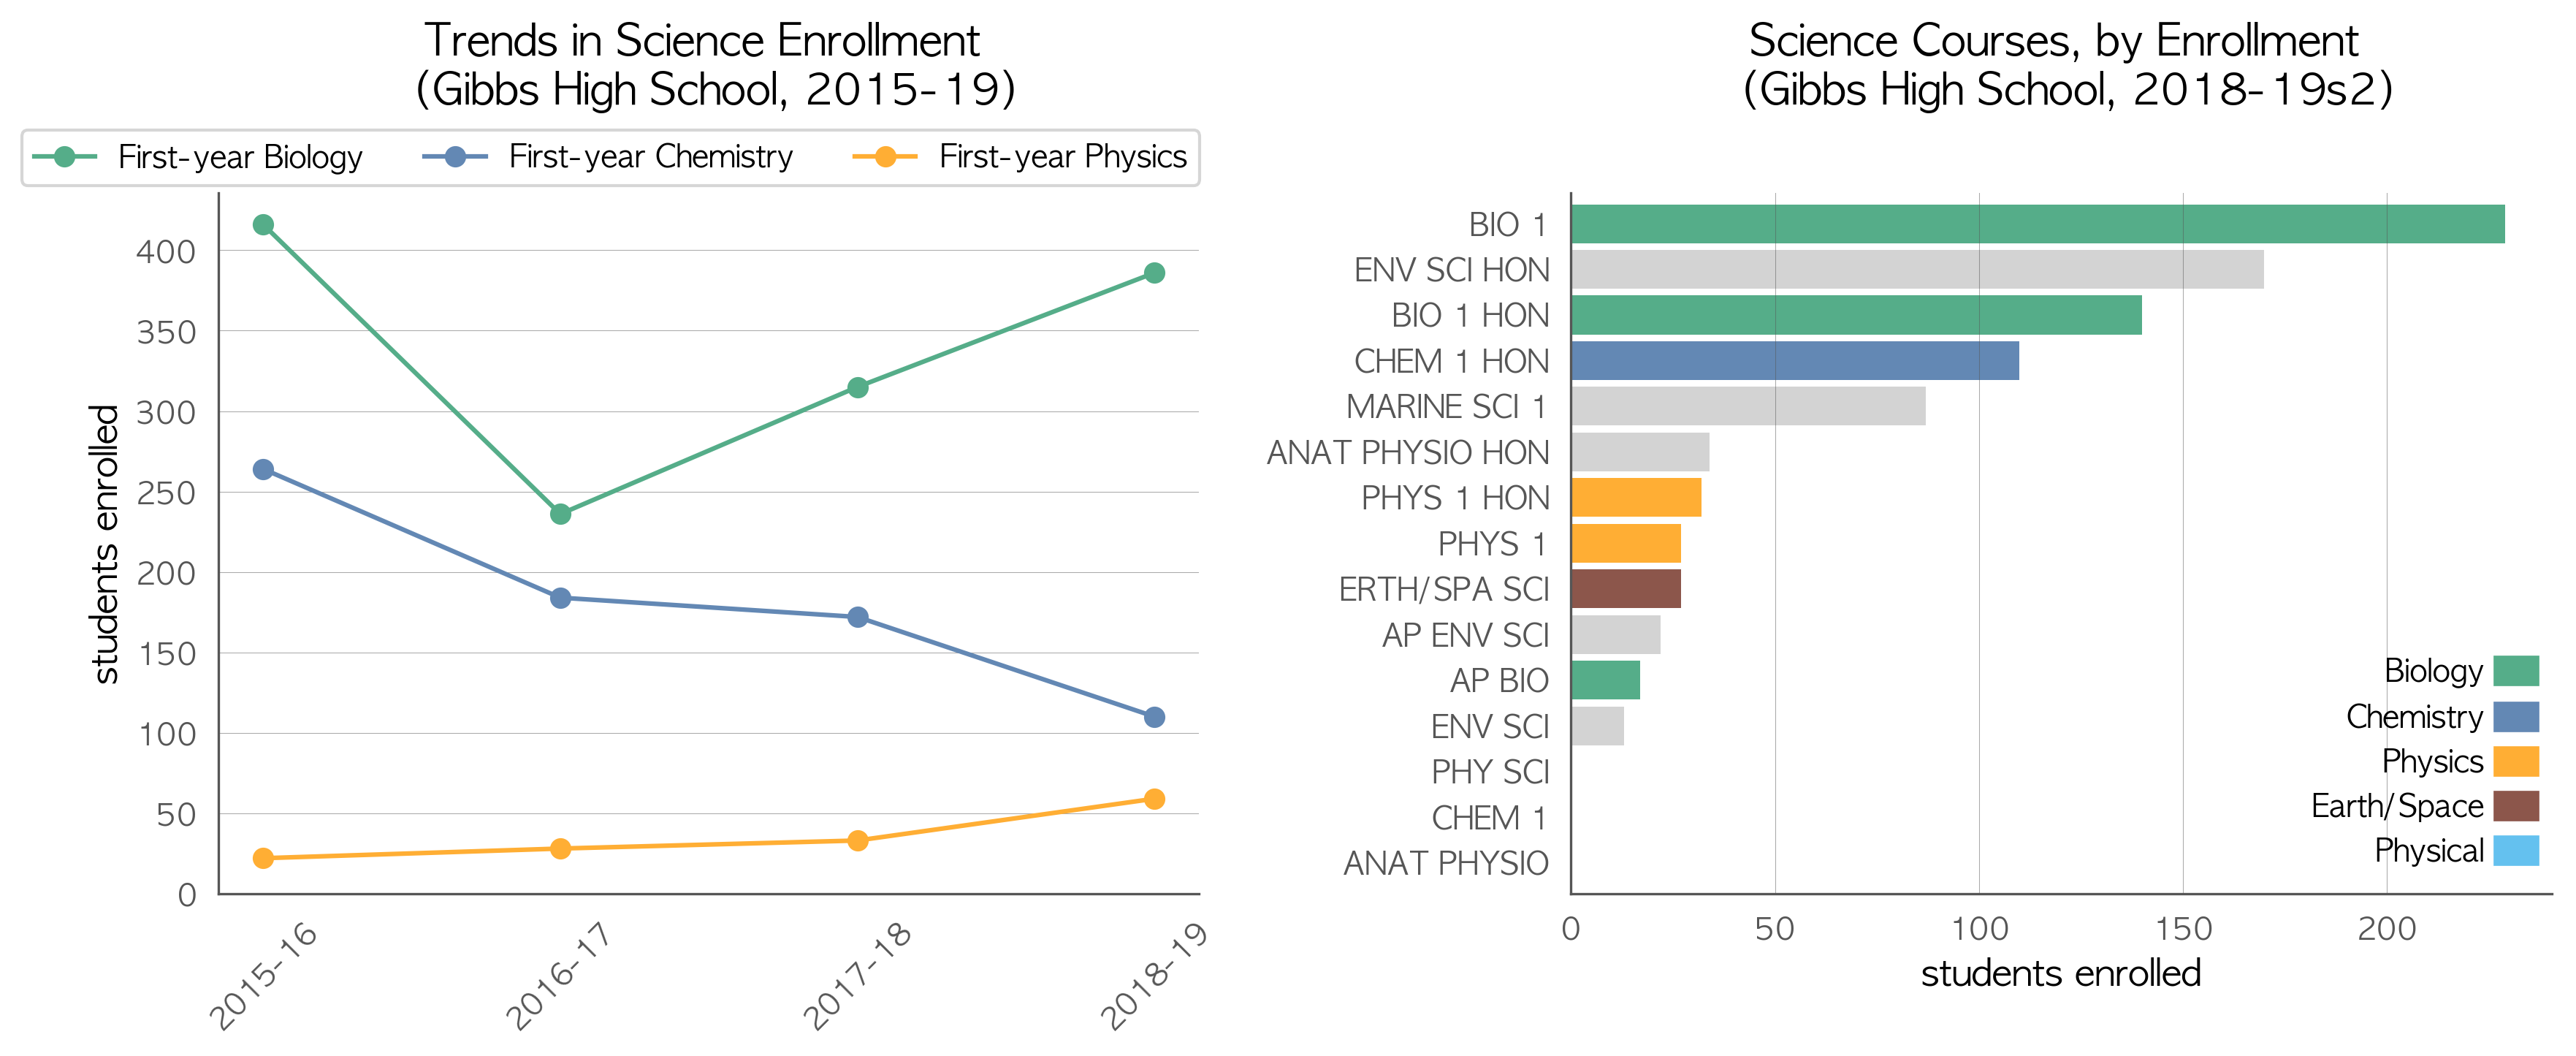 Trends in Science Enrollment
(Gibbs High School, 2015-19)
First-year Biology
First-year Chemistry
First-year Physics
students enrolled
400
350
300
250
200
150
100
50
0
2015-16
2016-17
2017-18
2018-19
Science Courses, by Enrollment
(Gibbs High School, 2018-19s2)
BIO 1
ENV SCI HON
BIO 1 HON
CHEM 1 HON
MARINE SCI 1
ANAT PHYSIO HON
PHYS 1 HON
PHYS 1
ERTH/SPA SCI
AP ENV SCI
AP BIO
ENV SCI
PHY SCI
CHEM 1
ANAT PHYSIO
Biology
Chemistry
Physics
Earth/Space
Physical
0
50
100
150
200
students enrolled